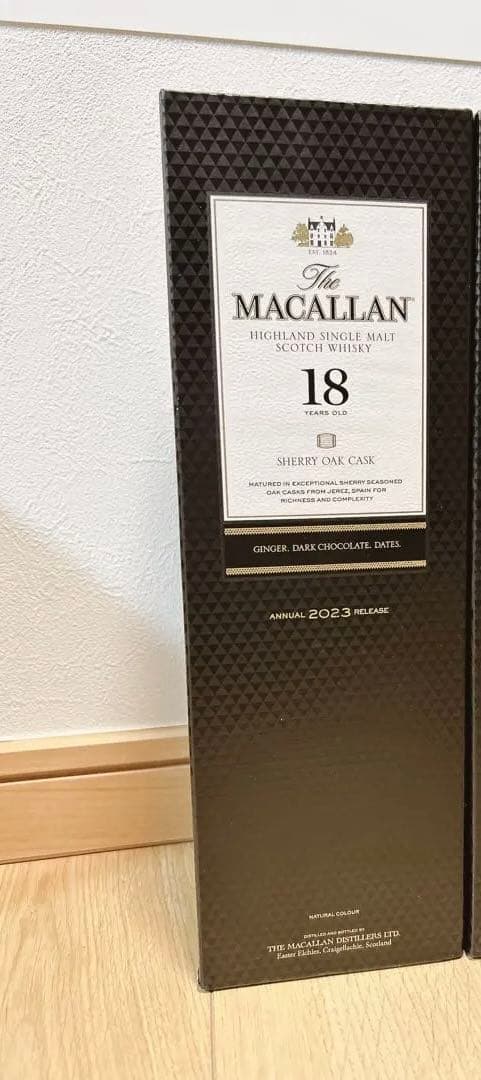 EST. 1824
The
MACALLAN
HIGHLAND SINGLE MALT
SCOTCH WHISKY
18
YEARS OLD
SHERRY OAK CASK
MATURED IN EXCEPTIONAL SHERRY SEASONED
OAK CASKS FROM JEREZ, SPAIN FOR
RICHNESS AND COMPLEXITY
GINGER. DARK CHOCOLATE. DATES.
ANNUAL 2023 RELEASE
NATURAL COLOUR
DISTILLED AND BOTTLED BY
THE MACALLAN DISTILLERS LTD.
Easter Elchies, Craigellachie, Scotland